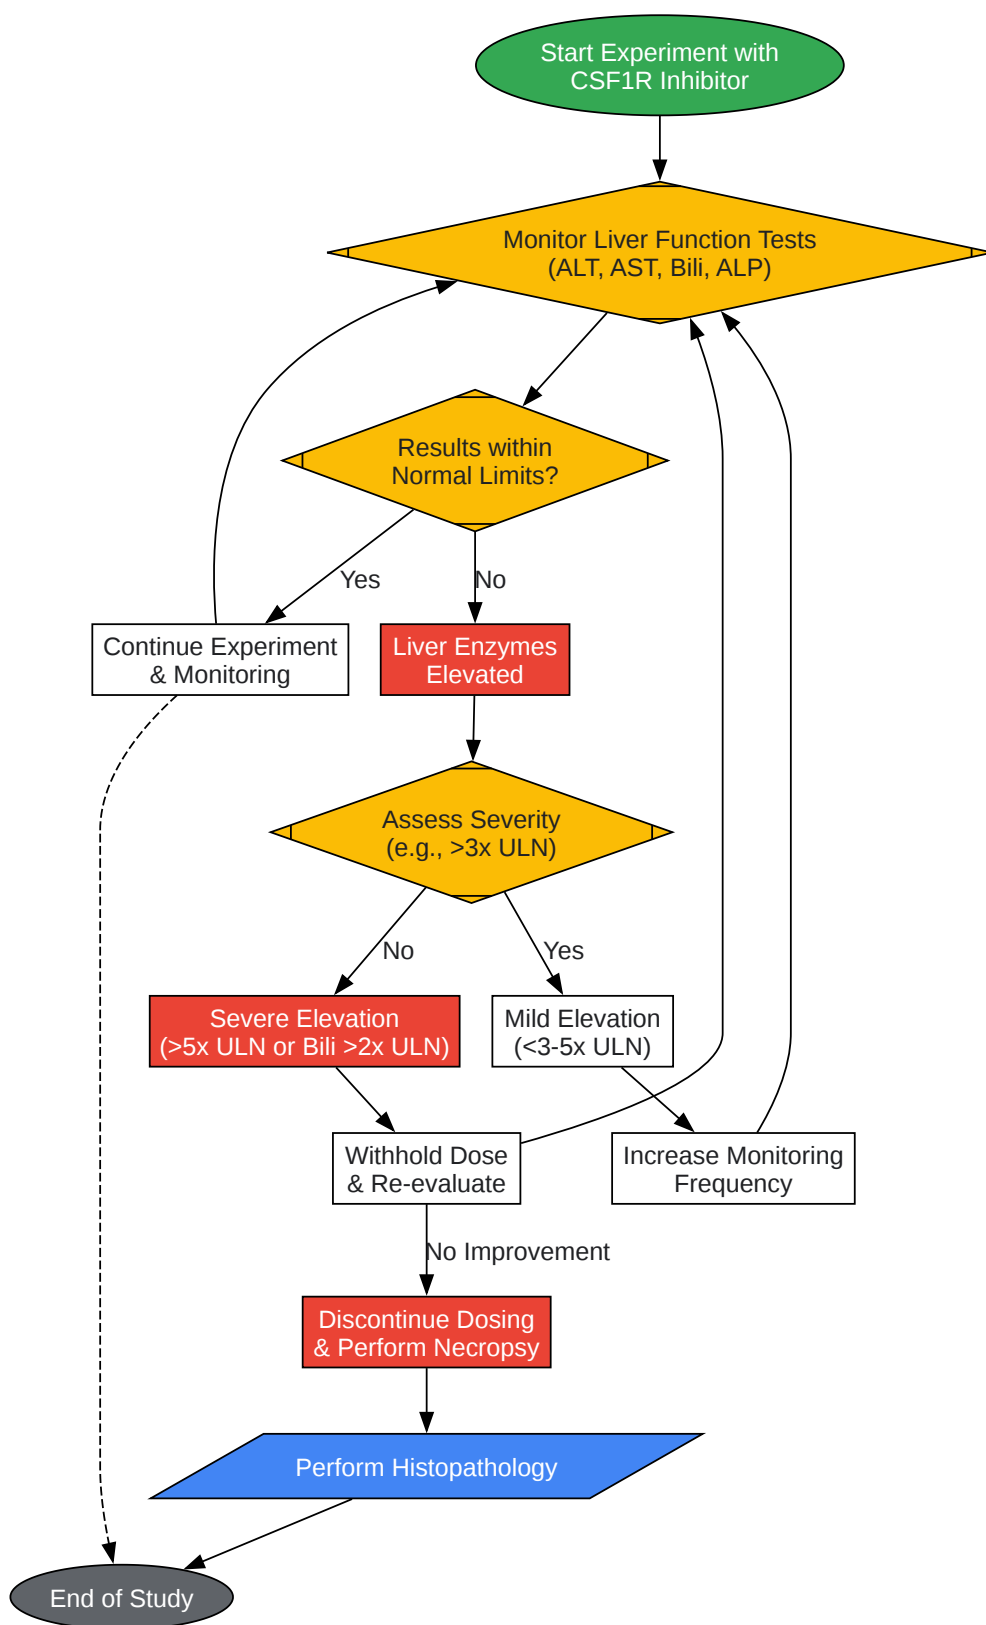 Start Experiment with
CSF1R Inhibitor
Monitor Liver Function Tests
(ALT, AST, Bili, ALP)
Results within
Normal Limits?
Yes
No
Continue Experiment
& Monitoring
Liver Enzymes
Elevated
Assess Severity
(e.g., >3x ULN)
No
Yes
Severe Elevation
(>5x ULN or Bili >2x ULN)
Mild Elevation
(<3-5x ULN)
Withhold Dose
& Re-evaluate
Increase Monitoring
Frequency
No Improvement
Discontinue Dosing
& Perform Necropsy
Perform Histopathology
End of Study